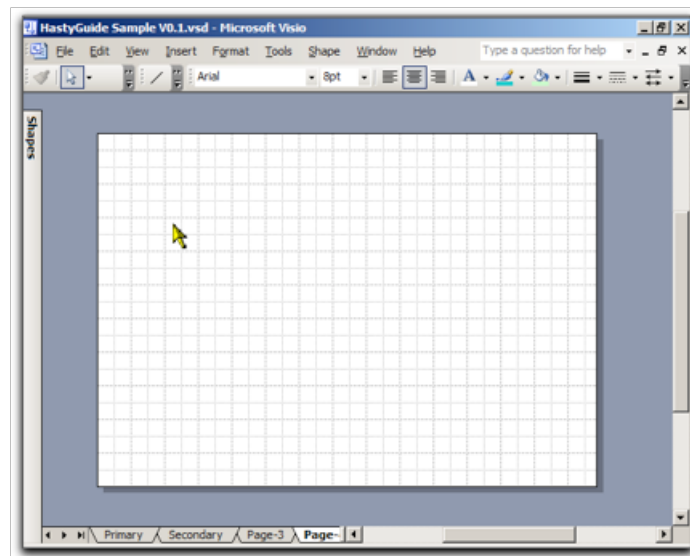 HastyGuide Sample V0.1.vsd - Microsoft Visio
File Edit View Insert Format Tools Shape Window Help Type a question for help
Arial 8pt A
Shapes
Primary Secondary Page-3 Page-